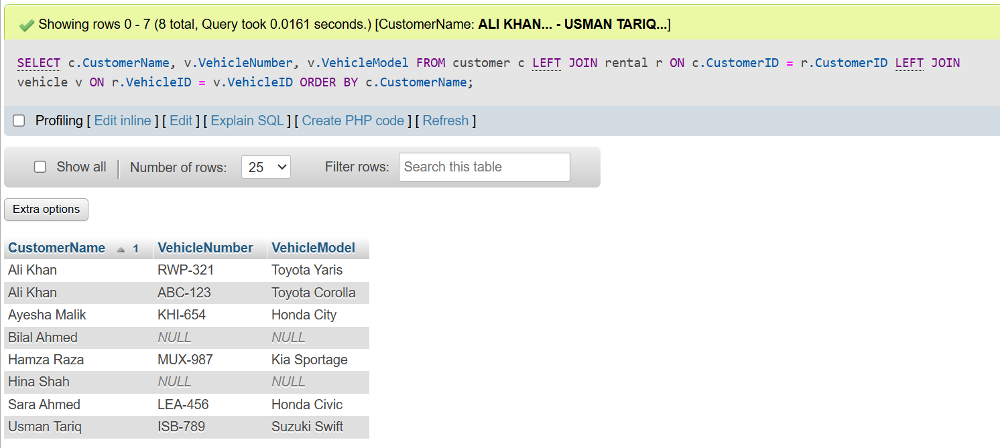 Showing rows 0 - 7 (8 total, Query took 0.0161 seconds.) [CustomerName: ALI KHAN... - USMAN TARIQ...]
SELECT c.CustomerName, v.VehicleNumber, v.VehicleModel FROM customer c LEFT JOIN rental r ON c.CustomerID = r.CustomerID LEFT JOIN
vehicle v ON r.VehicleID = v.VehicleID ORDER BY c.CustomerName;
Profiling [ Edit inline ] [ Edit ] [ Explain SQL ] [ Create PHP code ] [ Refresh ]
Show all | Number of rows: 25 Filter rows: Search this table
Extra options
CustomerName 1 VehicleNumber VehicleModel
Ali Khan RWP-321 Toyota Yaris
Ali Khan ABC-123 Toyota Corolla
Ayesha Malik KHI-654 Honda City
Bilal Ahmed NULL NULL
Hamza Raza MUX-987 Kia Sportage
Hina Shah NULL NULL
Sara Ahmed LEA-456 Honda Civic
Usman Tariq ISB-789 Suzuki Swift